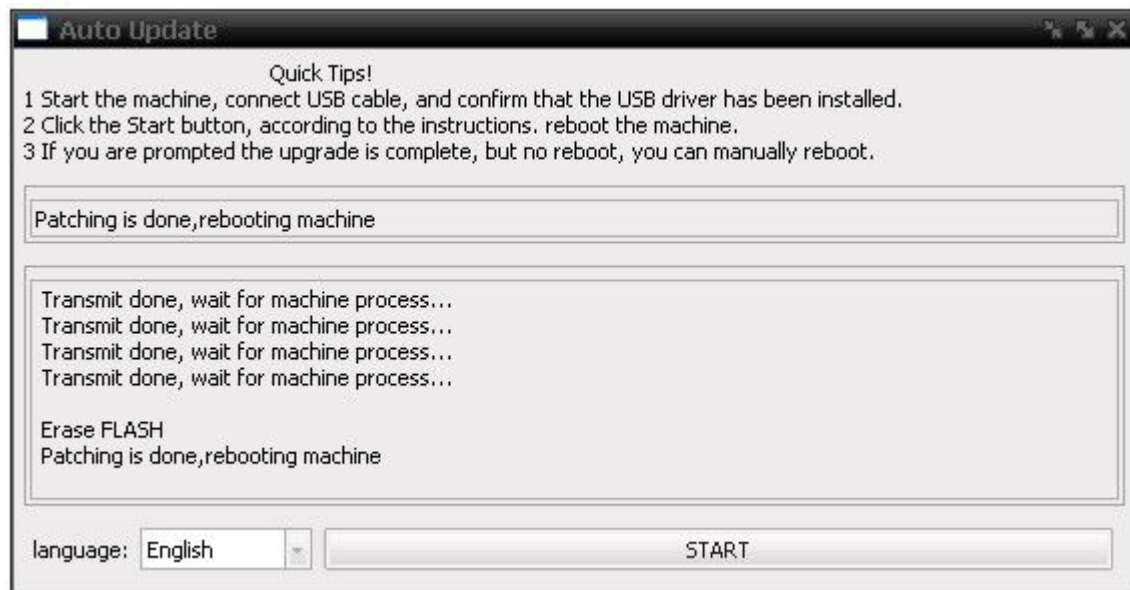 Auto Update
Quick Tips!
1 Start the machine, connect USB cable, and confirm that the USB driver has been installed.
2 Click the Start button, according to the instructions. reboot the machine.
3 If you are prompted the upgrade is complete, but no reboot, you can manually reboot.
Patching is done,rebooting machine
Transmit done, wait for machine process...
Transmit done, wait for machine process...
Transmit done, wait for machine process...
Transmit done, wait for machine process...
Erase FLASH
Patching is done,rebooting machine
language: English START